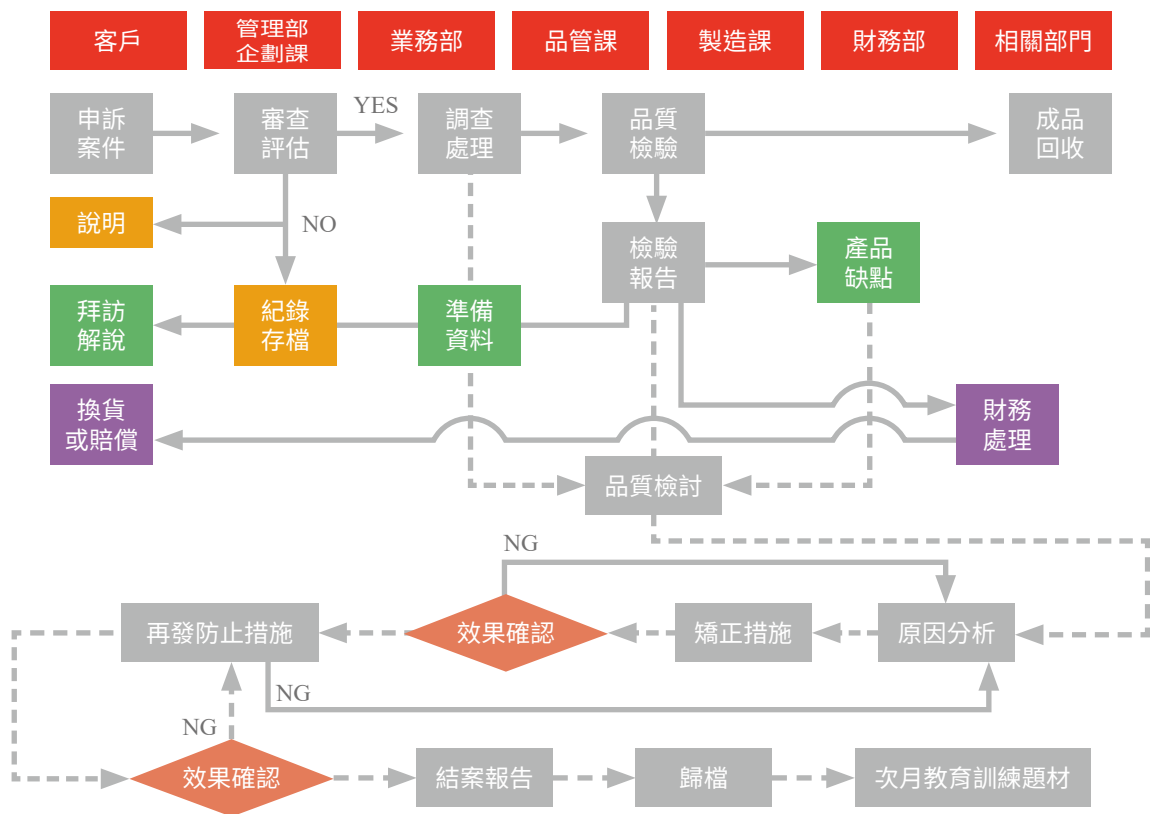 客戶
管理部
企劃課
業務部
品管課
製造課
財務部
相關部門
申訴
案件
審查
評估
YES
調查
處理
品質
檢驗
成品
回收
說明
NO
檢驗
報告
產品
缺點
拜訪
解說
紀錄
存檔
準備
資料
換貨
或賠償
財務
處理
品質檢討
NG
再發防止措施
效果確認
矯正措施
原因分析
NG
NG
效果確認
結案報告
歸檔
次月教育訓練題材